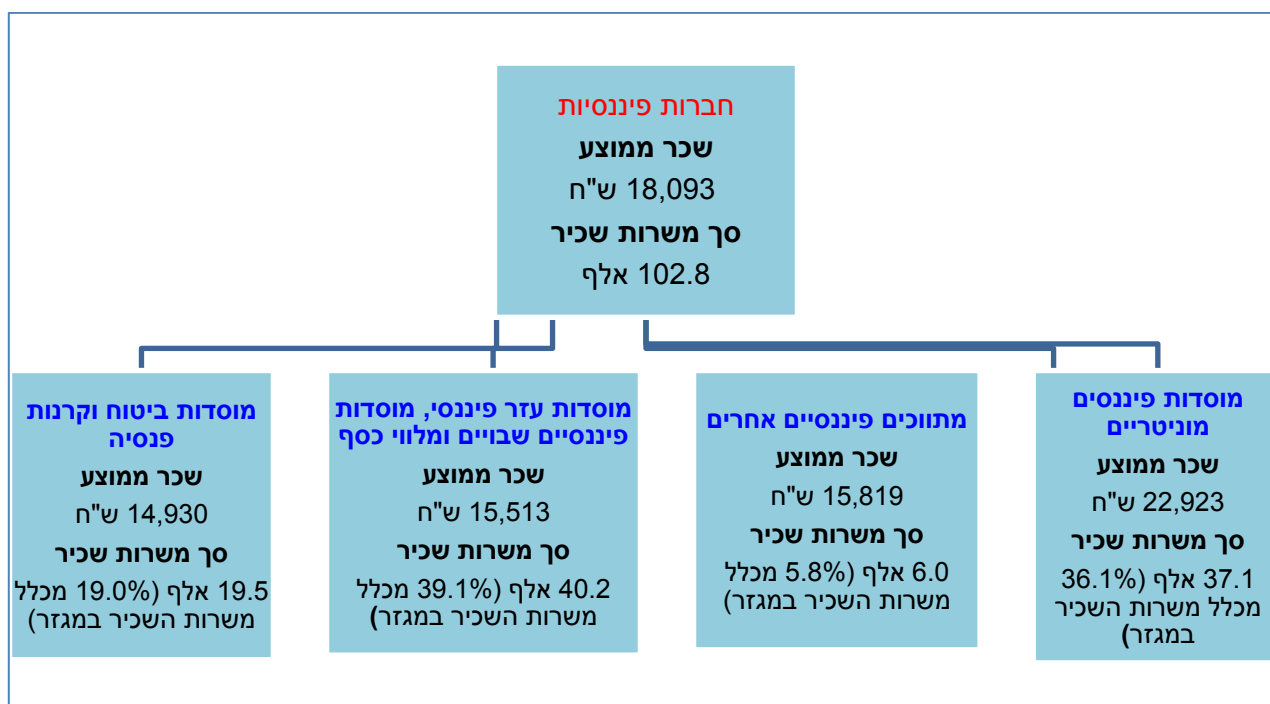 חברות פיננסיות
שכר ממוצע
18,093 ש"ח
סך משרות שכיר
102.8 אלף
מוסדות פיננסים
מוניטריים
שכר ממוצע
22,923 ש"ח
סך משרות שכיר
37.1 אלף (36.1%
מכלל משרות השכיר
במגזר)
מתווכים פיננסיים אחרים
שכר ממוצע
15,819 ש"ח
סך משרות שכיר
6.0 אלף (5.8% מכלל
משרות השכיר במגזר)
מוסדות עזר פיננסי, מוסדות
פיננסיים שבויים ומלווי כסף
שכר ממוצע
15,513 ש"ח
סך משרות שכיר
40.2 אלף (39.1% מכלל
משרות השכיר במגזר)
מוסדות ביטוח וקרנות
פנסיה
שכר ממוצע
14,930 ש"ח
סך משרות שכיר
19.5 אלף (19.0% מכלל
משרות השכיר במגזר)